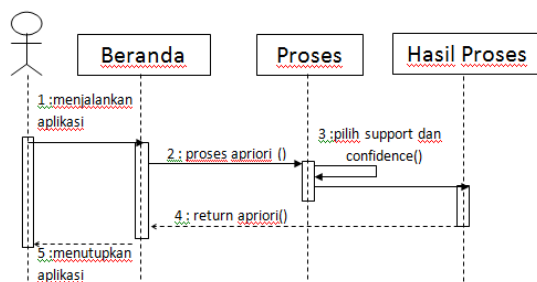 Beranda
Proses
Hasil Proses
1 :menjalankan
aplikasi
2 : proses apriori ()
3 :pilih support dan
confidence()
4 : return apriori()
5 :menutupkan
aplikasi